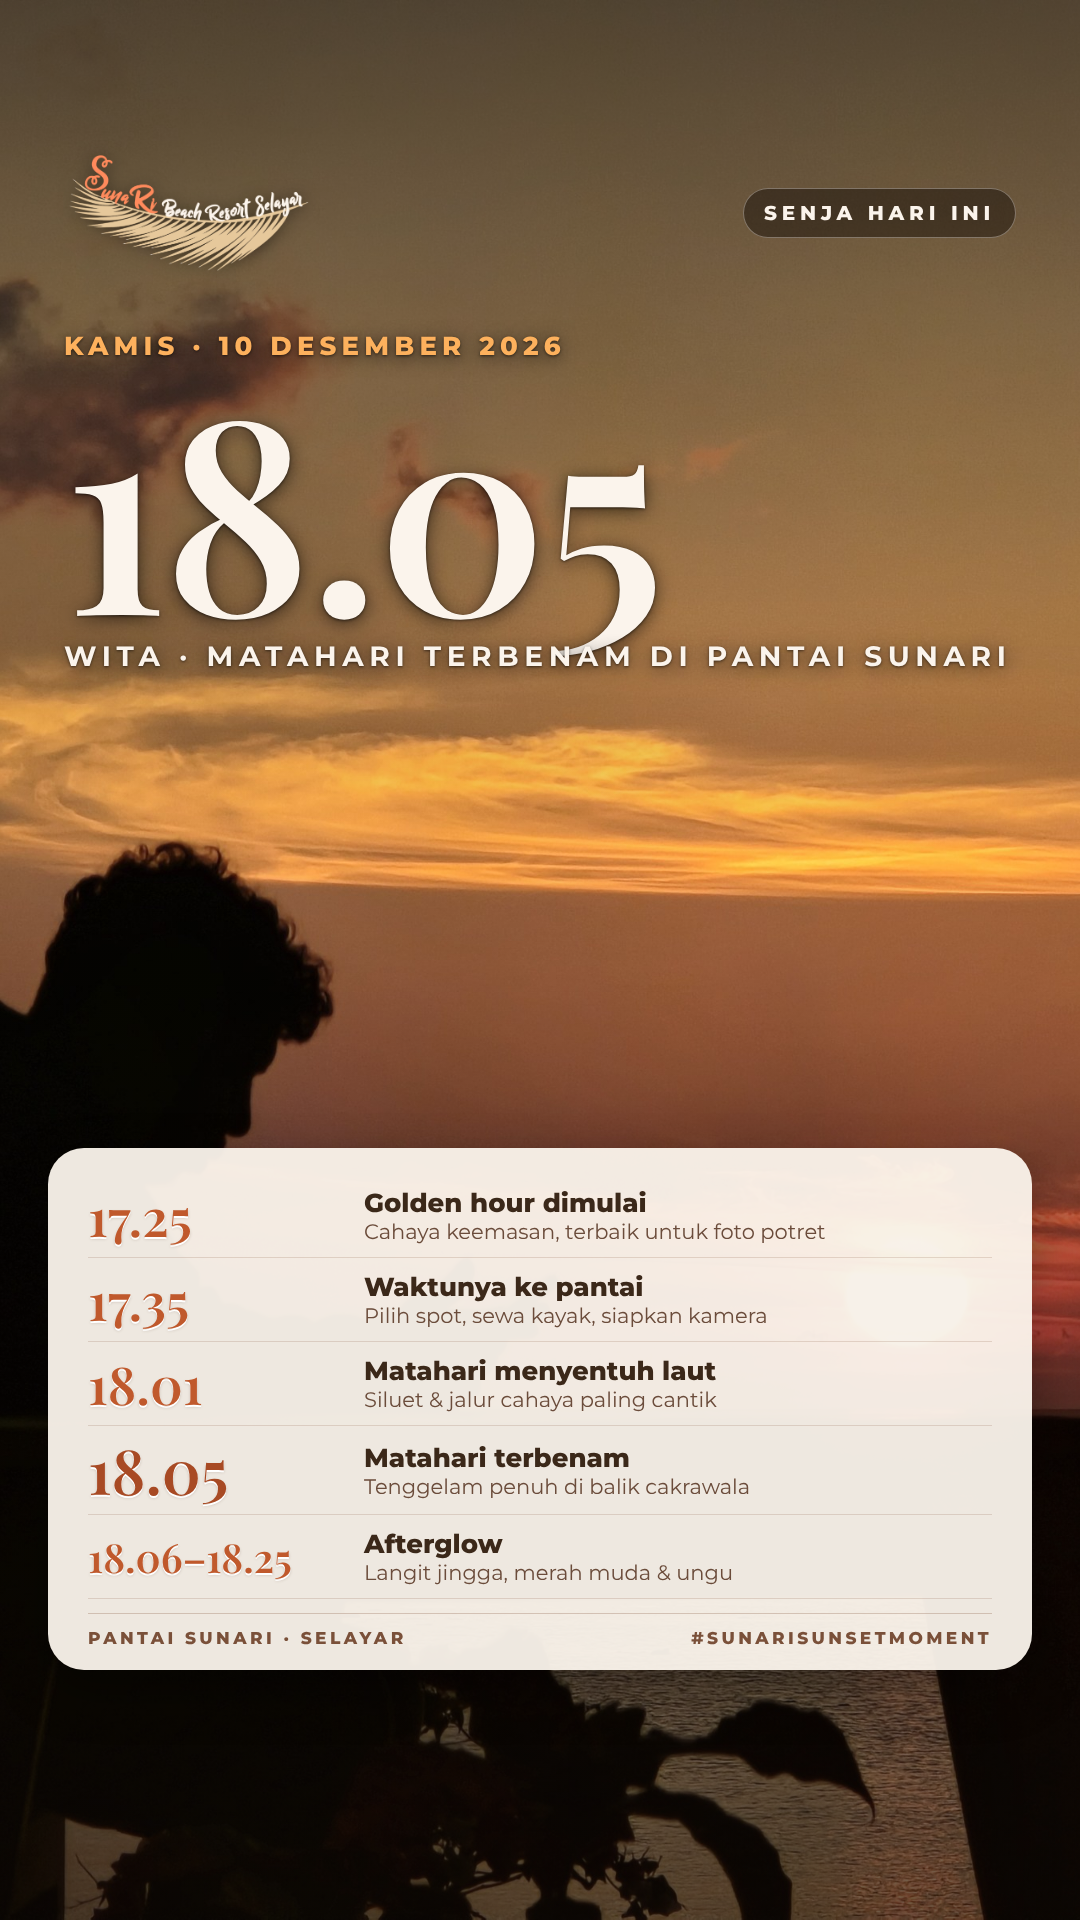 SunaRi Beach Resort Selayar
SENJA HARI INI
KAMIS · 10 DESEMBER 2026
18.05
WITA · MATAHARI TERBENAM DI PANTAI SUNARI
17.25
Golden hour dimulai
Cahaya keemasan, terbaik untuk foto potret
17.35
Waktunya ke pantai
Pilih spot, sewa kayak, siapkan kamera
18.01
Matahari menyentuh laut
Siluet & jalur cahaya paling cantik
18.05
Matahari terbenam
Tenggelam penuh di balik cakrawala
18.06–18.25
Afterglow
Langit jingga, merah muda & ungu
PANTAI SUNARI · SELAYAR
#SUNARISUNSETMOMENT